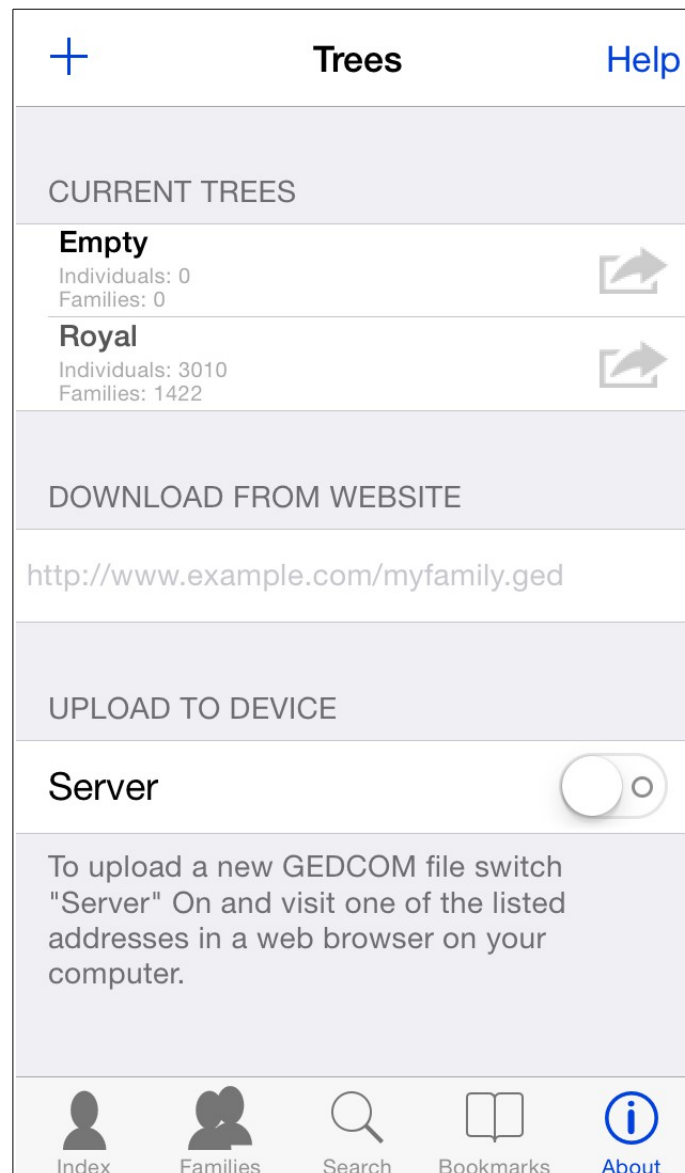 + Trees Help
CURRENT TREES
Empty
Individuals: 0
Families: 0
Royal
Individuals: 3010
Families: 1422
DOWNLOAD FROM WEBSITE
http://www.example.com/myfamily.ged
UPLOAD TO DEVICE
Server
To upload a new GEDCOM file switch
"Server" On and visit one of the listed
addresses in a web browser on your
computer.
Index Families Search Bookmarks About